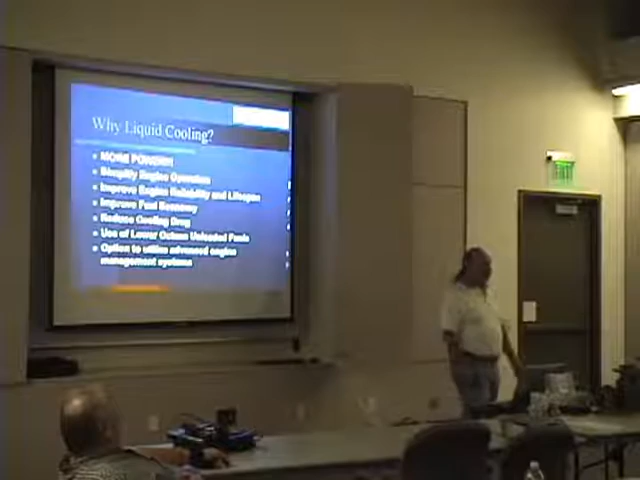 Why Liquid Cooling?
MORE POWER!!!
Simplify Engine Operation
Improve Engine Reliability and Lifespan
Improve Fuel Economy
Reduce Cooling Drag
Use of Lower Octane Unleaded Fuels
Option to utilize advanced engine
management systems
EXIT